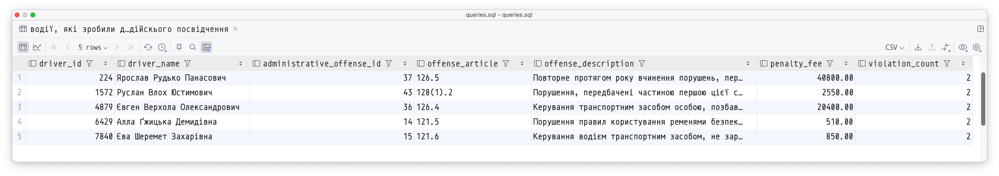 queries.sql - queries.sql
водії, які зробили д…дійскього посвідчення
5 rows CSV
driver_id driver_name administrative_offense_id offense_article offense_description penalty_fee violation_count
1 224 Ярослав Рудько Панасович 37 126.5 Повторне протягом року вчинення порушень, пер… 40800.00 2
2 1572 Руслан Влох Юстимович 43 128(1).2 Порушення, передбачені частиною першою цієї с… 2550.00 2
3 4879 Євген Верхола Олександрович 36 126.4 Керування транспортним засобом особою, позбав… 20400.00 2
4 6429 Алла Ґжицька Демидівна 14 121.5 Порушення правил користування ременями безпек… 510.00 2
5 7840 Єва Шеремет Захарівна 15 121.6 Керування водієм транспортним засобом, не зар… 850.00 2